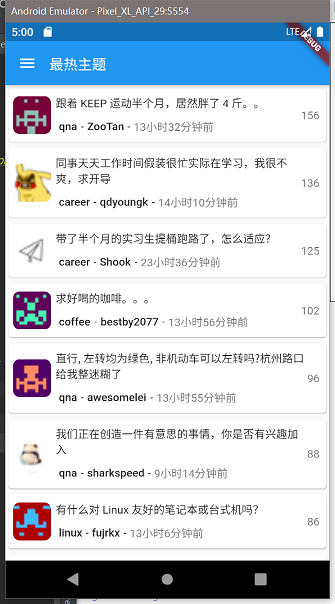 Android Emulator - Pixel_XL_API_29:5554
5:00
LTE
DEBUG
最热主题
跟着 KEEP 运动半个月，居然胖了 4 斤。。
qna - ZooTan - 13小时32分钟前
156
同事天天工作时间假装很忙实际在学习，我很不
爽，求开导
career - qdyoungk - 14小时10分钟前
136
带了半个月的实习生提桶跑路了，怎么适应？
career - Shook - 23小时36分钟前
125
求好喝的咖啡。。。
coffee - bestby2077 - 13小时56分钟前
102
直行, 左转均为绿色, 非机动车可以左转吗?杭州路口
给我整迷糊了
qna - awesomelei - 13小时55分钟前
96
我们正在创造一件有意思的事情，你是否有兴趣加
入
qna - sharkspeed - 9小时14分钟前
88
有什么对 Linux 友好的笔记本或台式机吗？
linux - fujrkx - 13小时6分钟前
86